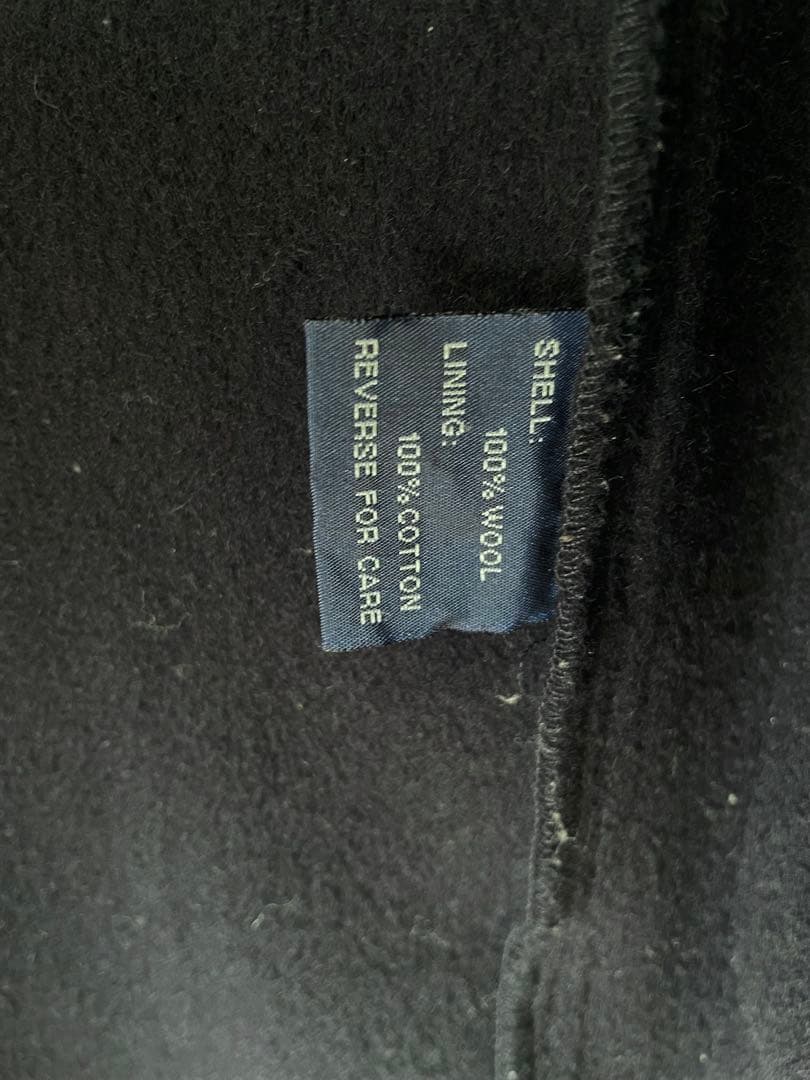 SHELL:
100% WOOL
LINING:
100% COTTON
REVERSE FOR CARE